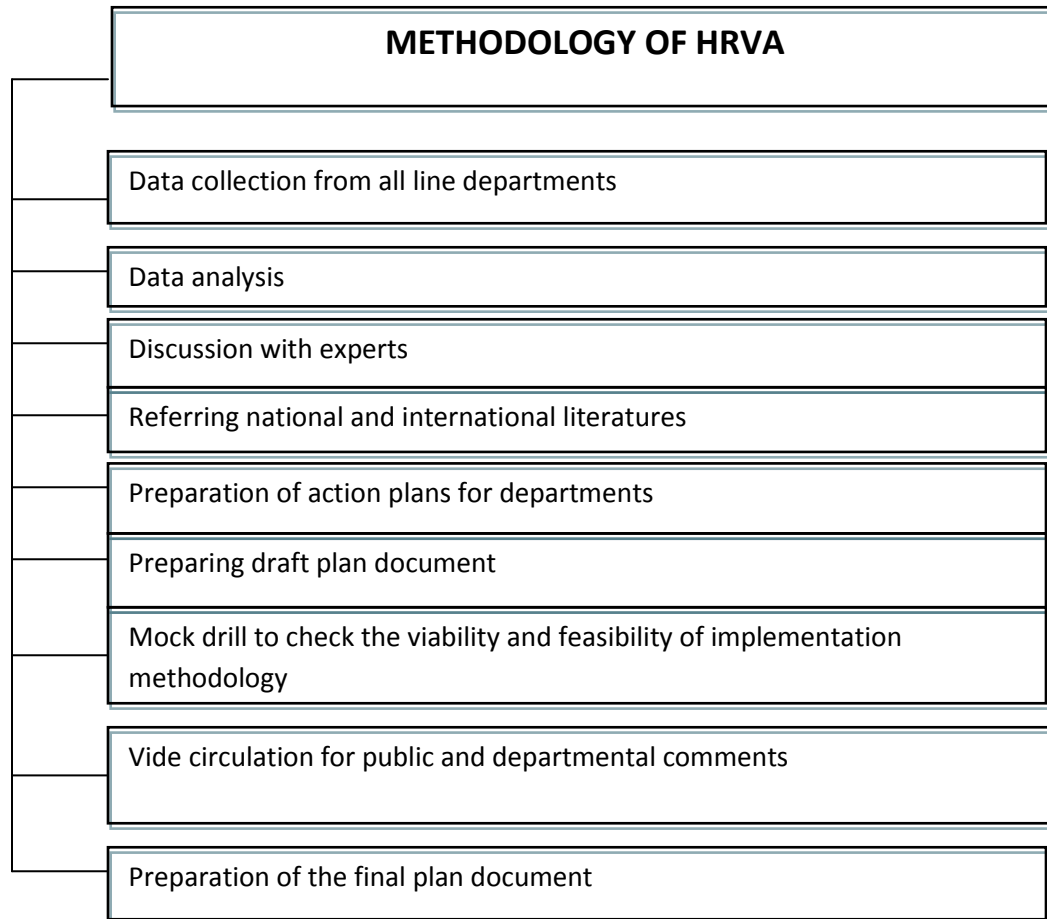 METHODOLOGY OF HRVA
Data collection from all line departments
Data analysis
Discussion with experts
Referring national and international literatures
Preparation of action plans for departments
Preparing draft plan document
Mock drill to check the viability and feasibility of implementation
methodology
Vide circulation for public and departmental comments
Preparation of the final plan document